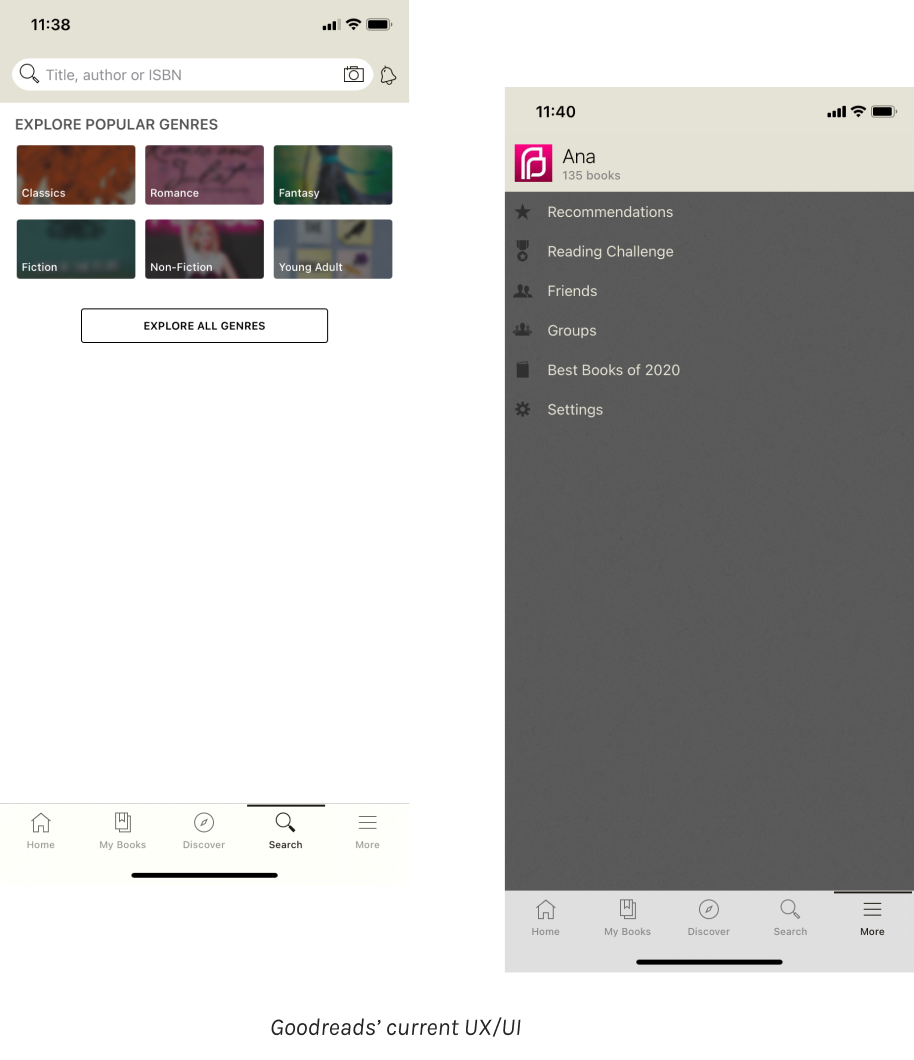 11:38
Title, author or ISBN
EXPLORE POPULAR GENRES
Classics
Romance
Fantasy
Fiction
Non-Fiction
Young Adult
EXPLORE ALL GENRES
Home
My Books
Discover
Search
More
11:40
Ana
135 books
Recommendations
Reading Challenge
Friends
Groups
Best Books of 2020
Settings
Home
My Books
Discover
Search
More
Goodreads’ current UX/UI